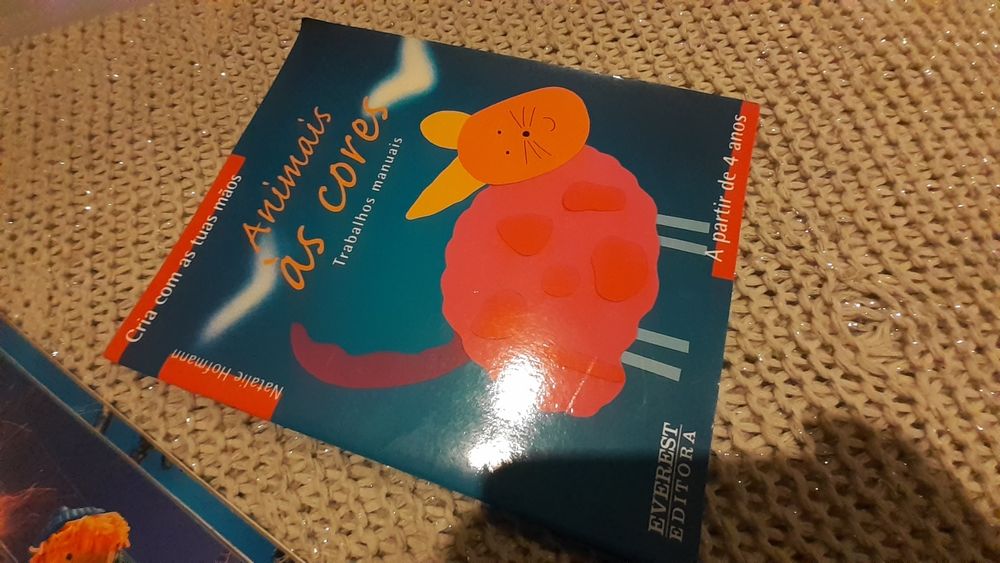 Cria com as tuas mãos
Natalie Hofmann
Animais
às cores
Trabalhos manuais
A partir de 4 anos
EVEREST
EDITORA